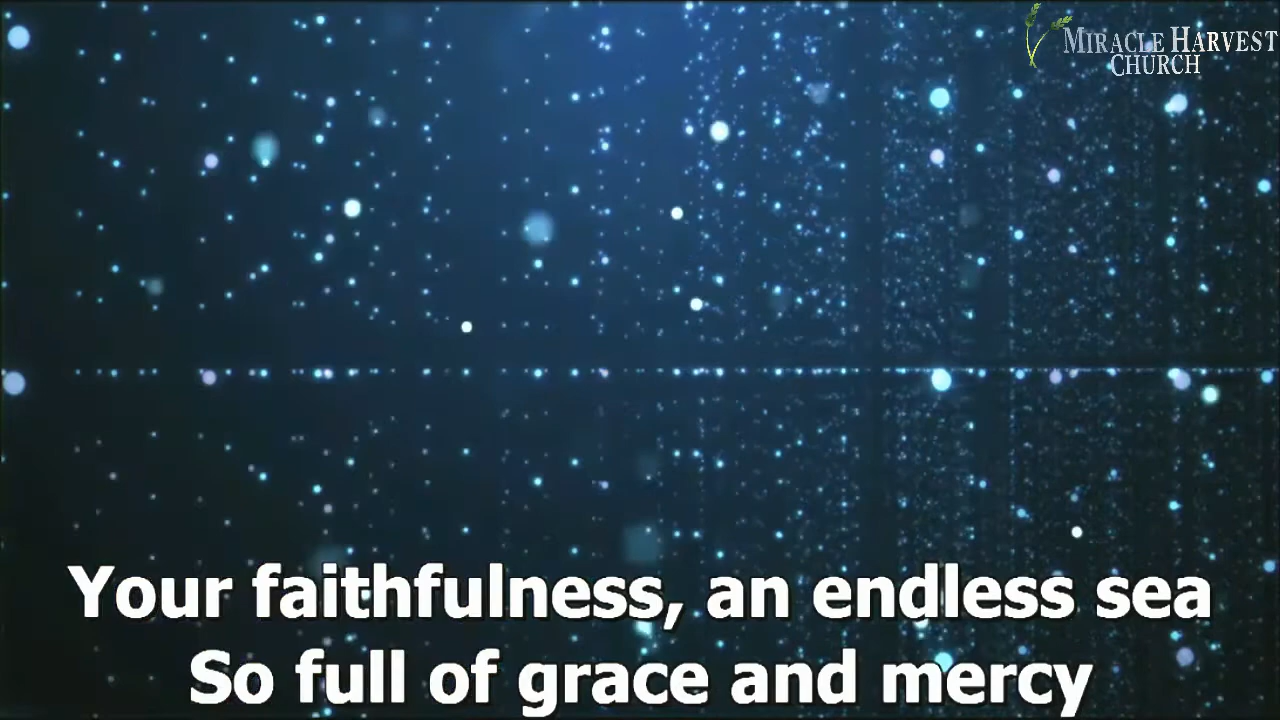 MIRACLE HARVEST
CHURCH
Your faithfulness, an endless sea
So full of grace and mercy